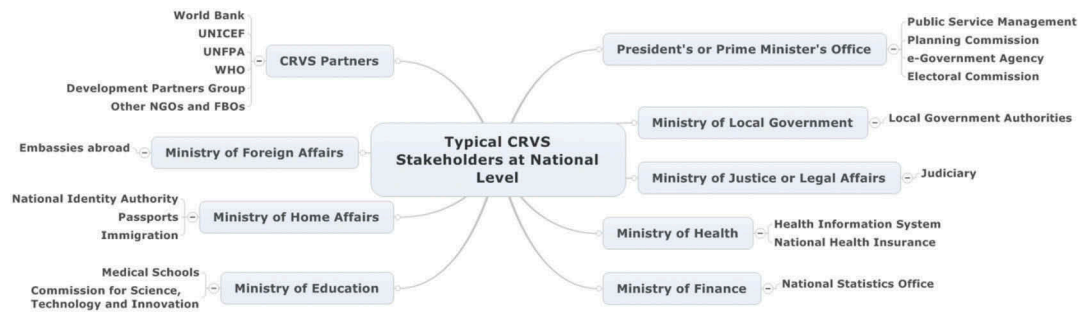 World Bank
UNICEF
UNFPA
WHO
Development Partners Group
Other NGOs and FBOs
CRVS Partners
Embassies abroad
Ministry of Foreign Affairs
National Identity Authority
Passports
Immigration
Ministry of Home Affairs
Medical Schools
Commission for Science,
Technology and Innovation
Ministry of Education
Typical CRVS
Stakeholders at National
Level
President's or Prime Minister's Office
Public Service Management
Planning Commission
e-Government Agency
Electoral Commission
Ministry of Local Government
Local Government Authorities
Ministry of Justice or Legal Affairs
Judiciary
Ministry of Health
Health Information System
National Health Insurance
Ministry of Finance
National Statistics Office